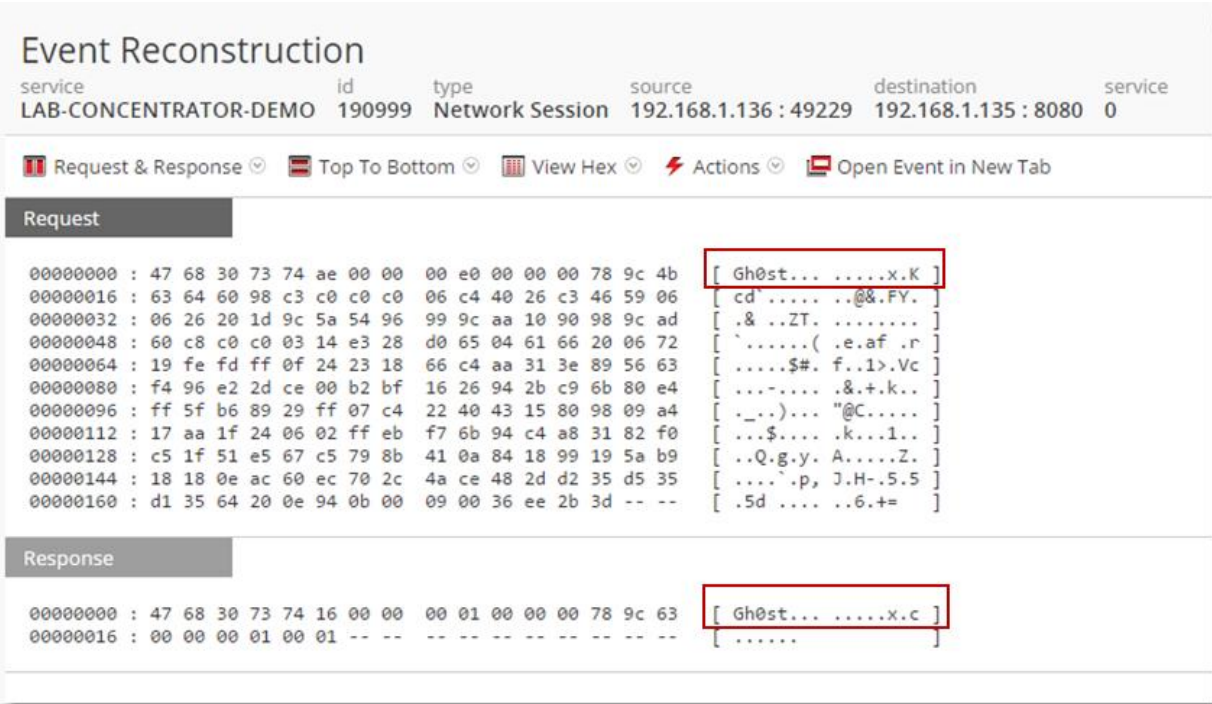 Event Reconstruction
service id type source destination service
LAB-CONCENTRATOR-DEMO 190999 Network Session 192.168.1.136 : 49229 192.168.1.135 : 8080 0
Request & Response Top To Bottom View Hex Actions Open Event in New Tab
Request
00000000 : 47 68 30 73 74 ae 00 00 00 e0 00 00 00 78 9c 4b [ Gh0st... .....x.K ]
00000016 : 63 64 60 98 c3 c0 c0 c0 06 c4 40 26 c3 46 59 06 [ cd`..... ..@&.FY. ]
00000032 : 06 26 20 1d 9c 5a 54 96 99 9c aa 10 90 98 9c ad [ .& ..ZT. ........ ]
00000048 : 60 c8 c0 c0 03 14 e3 28 d0 65 04 61 66 20 06 72 [ `......( .e.af .r ]
00000064 : 19 fe fd ff 0f 24 23 18 66 c4 aa 31 3e 89 56 63 [ .....$#. f..1>.Vc ]
00000080 : f4 96 e2 2d ce 00 b2 bf 16 26 94 2b c9 6b 80 e4 [ ...-.... .&.+.k.. ]
00000096 : ff 5f b6 89 29 ff 07 c4 22 40 43 15 80 98 09 a4 [ ._..)... "@C..... ]
00000112 : 17 aa 1f 24 06 02 ff eb f7 6b 94 c4 a8 31 82 f0 [ ...$.... .k...1.. ]
00000128 : c5 1f 51 e5 67 c5 79 8b 41 0a 84 18 99 19 5a b9 [ ..Q.g.y. A.....Z. ]
00000144 : 18 18 0e ac 60 ec 70 2c 4a ce 48 2d d2 35 d5 35 [ ....`.p, J.H-.5.5 ]
00000160 : d1 35 64 20 0e 94 0b 00 09 00 36 ee 2b 3d -- -- [ .5d .... ..6.+= ]
Response
00000000 : 47 68 30 73 74 16 00 00 00 01 00 00 00 78 9c 63 [ Gh0st... .....x.c ]
00000016 : 00 00 00 01 00 01 -- -- -- -- -- -- -- -- -- -- [ ...... ]